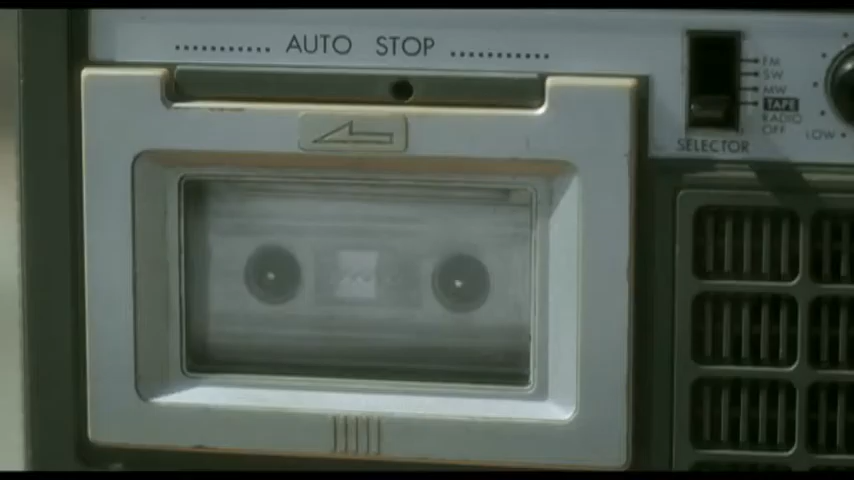 AUTO STOP
FM
SW
MW
TAPE
RADIO
OFF
LOW
SELECTOR